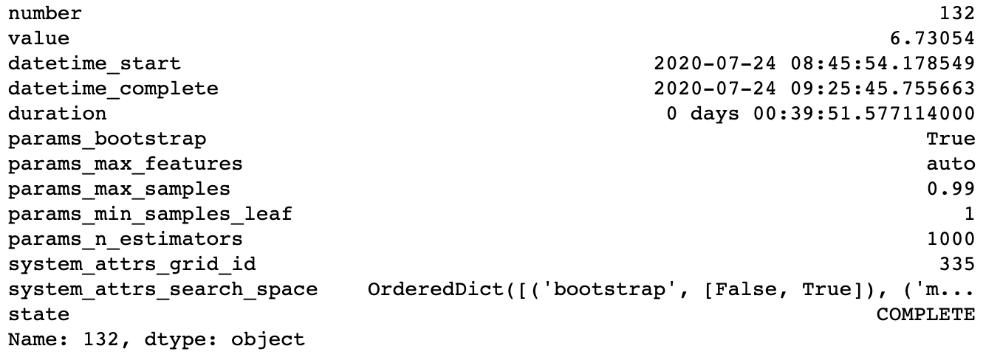 number 132
value 6.73054
datetime_start 2020-07-24 08:45:54.178549
datetime_complete 2020-07-24 09:25:45.755663
duration 0 days 00:39:51.577114000
params_bootstrap True
params_max_features auto
params_max_samples 0.99
params_min_samples_leaf 1
params_n_estimators 1000
system_attrs_grid_id 335
system_attrs_search_space OrderedDict([('bootstrap', [False, True]), ('m...
state COMPLETE
Name: 132, dtype: object